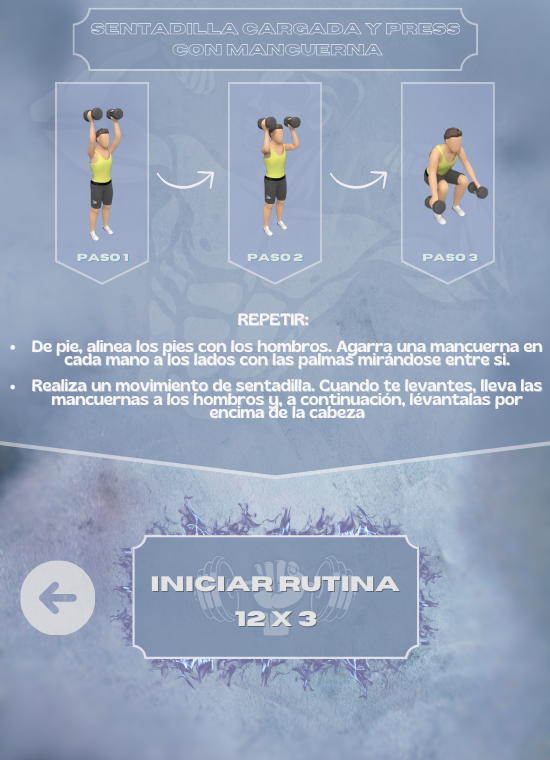 SENTADILLA CARGADA Y PRESS
CON MANCUERNA
PASO 1
PASO 2
PASO 3
REPETIR:
• De pie, alinea los pies con los hombros. Agarra una mancuerna en
cada mano a los lados con las palmas mirándose entre si.
• Realiza un movimiento de sentadilla. Cuando te levantes, lleva las
mancuernas a los hombros y, a continuación, lévantalas por
encima de la cabeza
INICIAR RUTINA
12 X 3